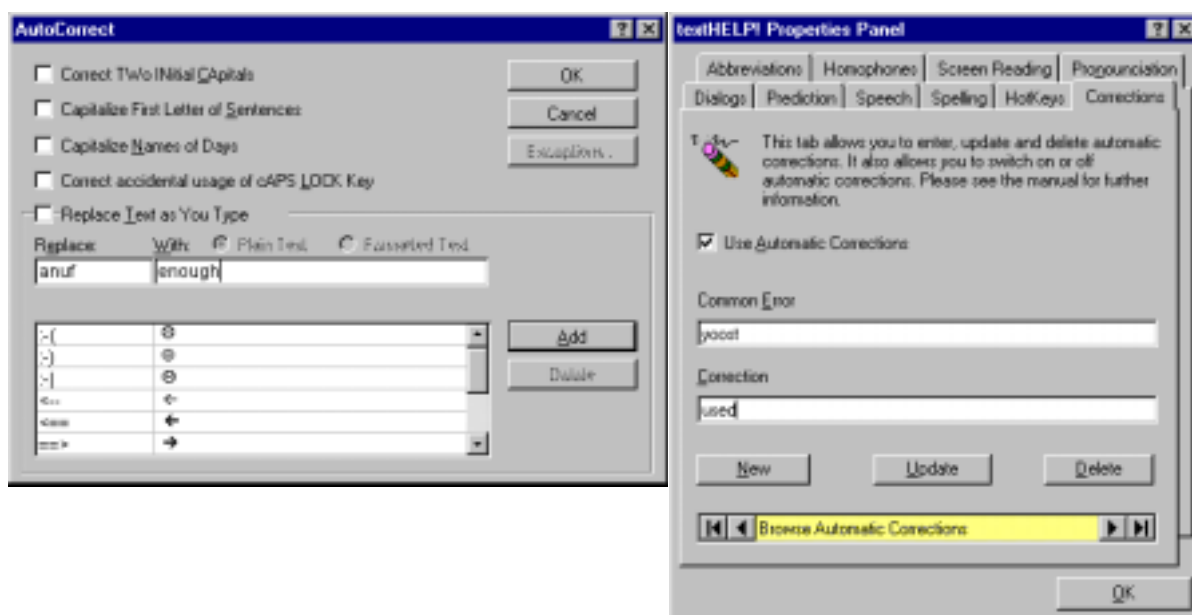 AutoCorrect
Correct TWo INitial CApitals
OK
Capitalize First Letter of Sentences
Cancel
Capitalize Names of Days
Exceptions..
Correct accidental usage of cAPS LOCK Key
Replace Text as You Type
Replace: With: Plain Text Formatted Text
anuf enough
:-( ☹
:-) ☺
:-| 😐
<-- ←
<== ←
==> →
Add
Delete
textHELP! Properties Panel
Abbreviations Homophones Screen Reading Pronounciation
Dialogs Prediction Speech Spelling HotKeys Corrections
This tab allows you to enter, update and delete automatic
corrections. It also allows you to switch on or off
automatic corrections. Please see the manual for further
information.
Use Automatic Corrections
Common Error
yoost
Correction
used
New Update Delete
Browse Automatic Corrections
OK